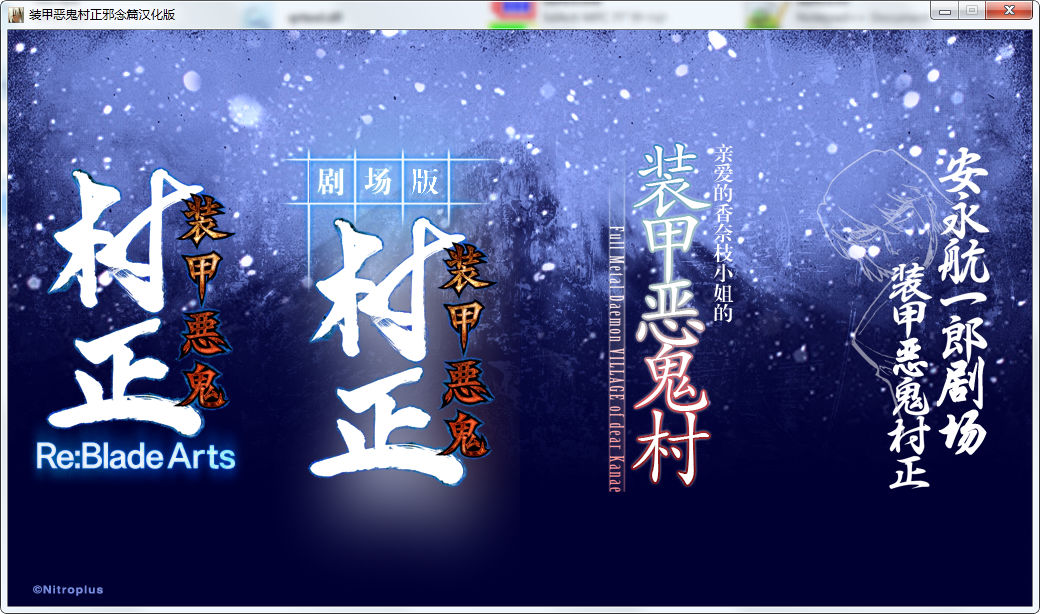 装甲恶鬼村正邪念篇汉化版
村正
装甲恶鬼
Re:Blade Arts
剧场版
村正
装甲恶鬼
亲爱的香奈枝小姐的
装甲恶鬼村
Full Metal Daemon VILLAGE of dear Kanae
安永航一郎剧场
装甲恶鬼村正
©Nitroplus